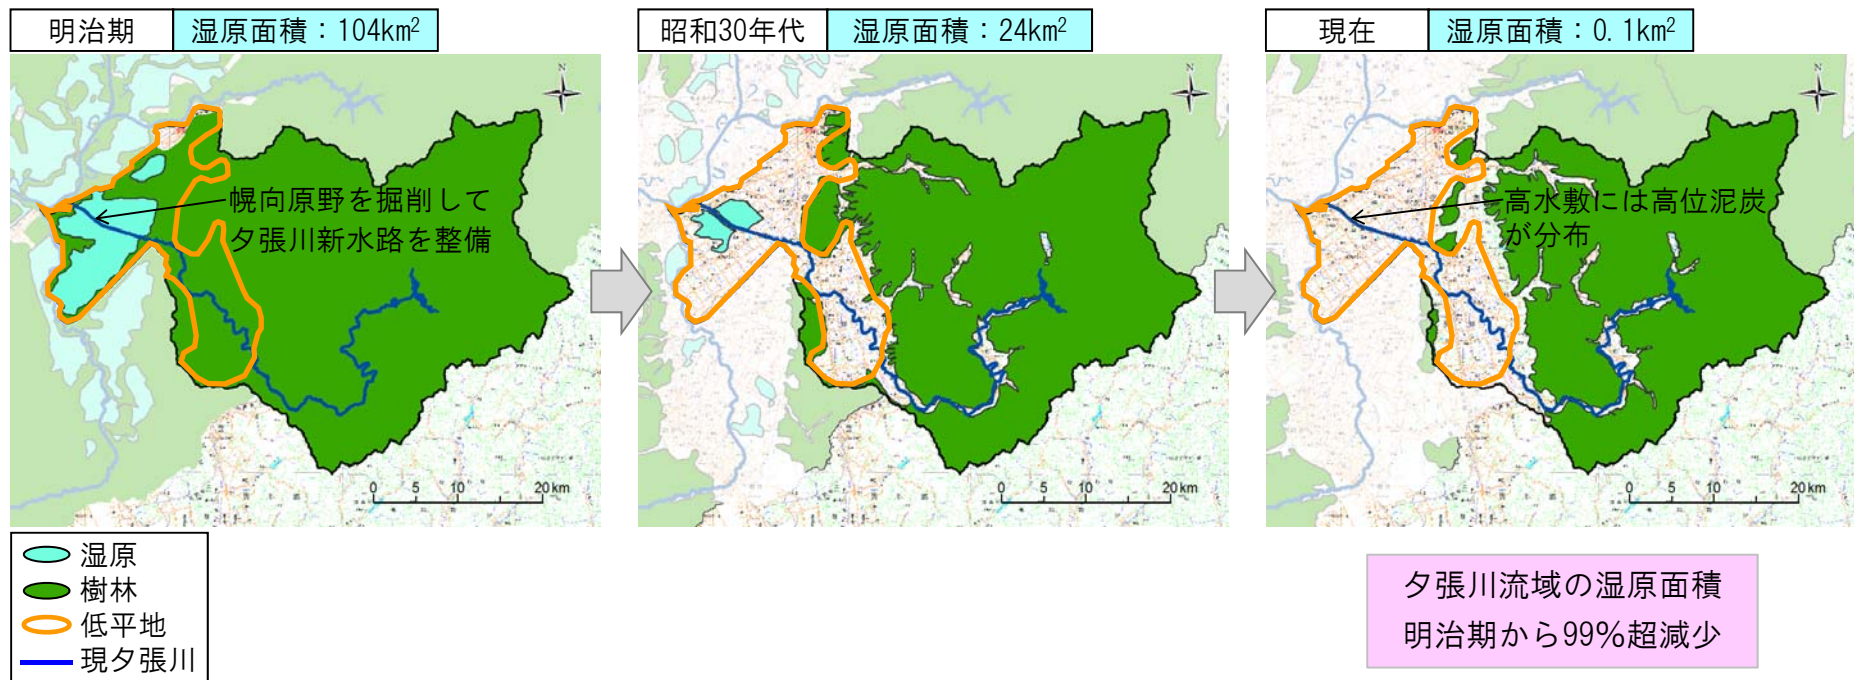 明治期
湿原面積：104km²
昭和30年代
湿原面積：24km²
現在
湿原面積：0.1km²
N
幌向原野を掘削して
夕張川新水路を整備
0 5 10 20km
N
0 5 10 20km
N
高水敷には高位泥炭
が分布
0 5 10 20km
湿原
樹林
低平地
現夕張川
夕張川流域の湿原面積
明治期から99%超減少